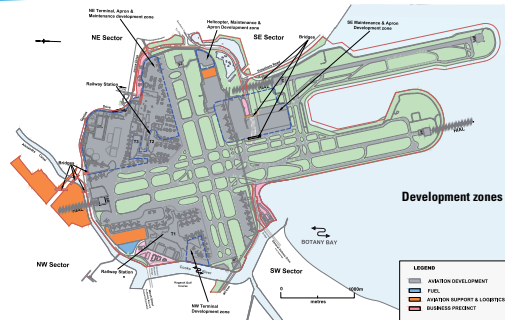 NE Terminal, Apron &
Maintenance development zone
Helicopter, Maintenance &
Apron Development zone
SE Maintenance & Apron
Development zone
NE Sector
SE Sector
Bridges
Railway Station
T2
Bridges
Development zones
BOTANY BAY
NW Sector
Railway Station
SW Sector
NW Terminal
Development zone
0
1000m
metres
LEGEND
AVIATION DEVELOPMENT
FUEL
AVIATION SUPPORT & LOGISTICS
BUSINESS PRECINCT